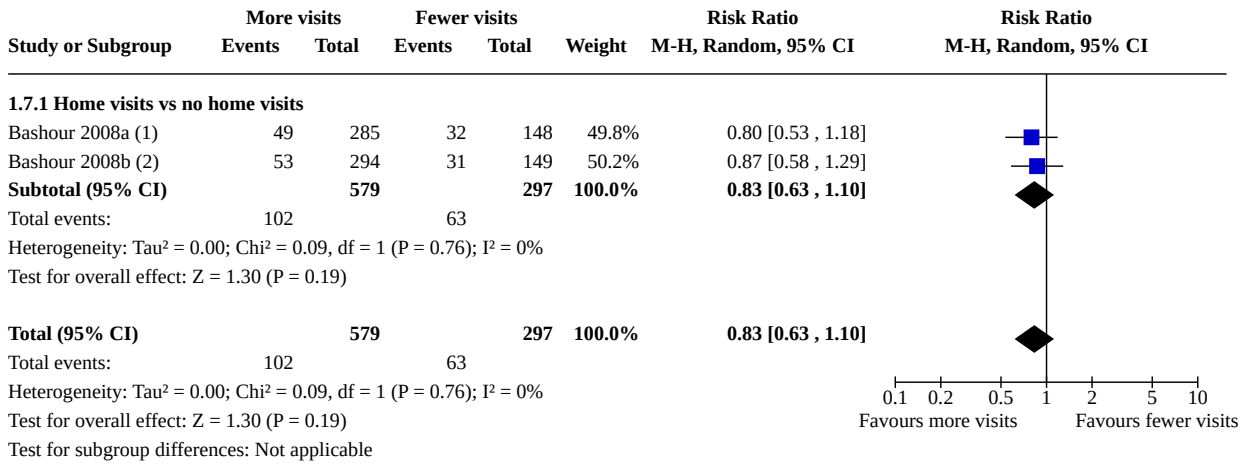 More visits Fewer visits Risk Ratio Risk Ratio
Study or Subgroup Events Total Events Total Weight M-H, Random, 95% CI M-H, Random, 95% CI
1.7.1 Home visits vs no home visits
Bashour 2008a (1) 49 285 32 148 49.8% 0.80 [0.53 , 1.18]
Bashour 2008b (2) 53 294 31 149 50.2% 0.87 [0.58 , 1.29]
Subtotal (95% CI) 579 297 100.0% 0.83 [0.63 , 1.10]
Total events: 102 63
Heterogeneity: Tau² = 0.00; Chi² = 0.09, df = 1 (P = 0.76); I² = 0%
Test for overall effect: Z = 1.30 (P = 0.19)
Total (95% CI) 579 297 100.0% 0.83 [0.63 , 1.10]
Total events: 102 63
Heterogeneity: Tau² = 0.00; Chi² = 0.09, df = 1 (P = 0.76); I² = 0%
0.1 0.2 0.5 1 2 5 10
Test for overall effect: Z = 1.30 (P = 0.19) Favours more visits Favours fewer visits
Test for subgroup differences: Not applicable